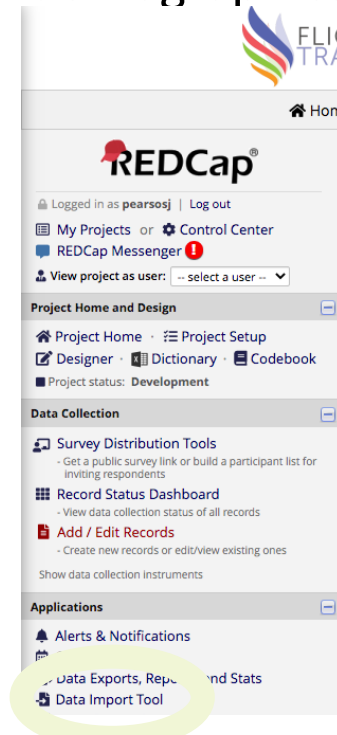 FLI
TRA
Hon
REDCap®
Logged in as pearsosj | Log out
My Projects or Control Center
REDCap Messenger
View project as user: -- select a user --
Project Home and Design
Project Home · Project Setup
Designer · Dictionary · Codebook
Project status: Development
Data Collection
Survey Distribution Tools
- Get a public survey link or build a participant list for
inviting respondents
Record Status Dashboard
- View data collection status of all records
Add / Edit Records
- Create new records or edit/view existing ones
Show data collection instruments
Applications
Alerts & Notifications
Data Exports, and Stats
Data Import Tool